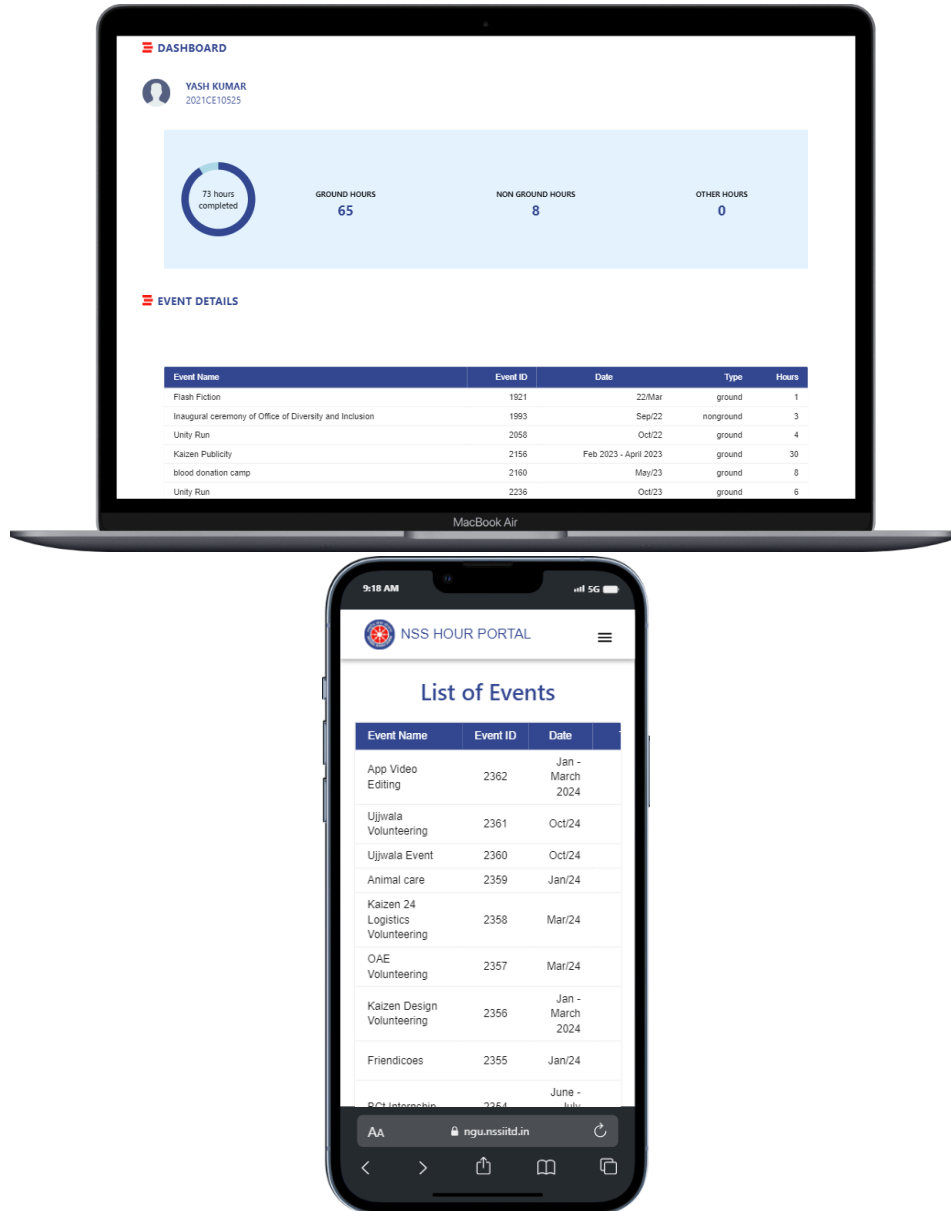 DASHBOARD
YASH KUMAR
2021CE10525
73 hours
completed
GROUND HOURS
65
NON GROUND HOURS
8
OTHER HOURS
0
EVENT DETAILS
Event Name Event ID Date Type Hours
Flash Fiction 1921 22/Mar ground 1
Inaugural ceremony of Office of Diversity and Inclusion 1993 Sep/22 nonground 3
Unity Run 2058 Oct/22 ground 4
Kaizen Publicity 2156 Feb 2023 - April 2023 ground 30
blood donation camp 2160 May/23 ground 8
Unity Run 2236 Oct/23 ground 6
MacBook Air
9:18 AM 5G
NSS HOUR PORTAL
List of Events
Event Name Event ID Date
App Video
Editing
2362
Jan -
March
2024
Ujjwala
Volunteering
2361
Oct/24
Ujjwala Event 2360 Oct/24
Animal care 2359 Jan/24
Kaizen 24
Logistics
Volunteering
2358
Mar/24
OAE
Volunteering
2357
Mar/24
Kaizen Design
Volunteering
2356
Jan -
March
2024
Friendicoes 2355 Jan/24
June -
AA ngu.nssiitd.in